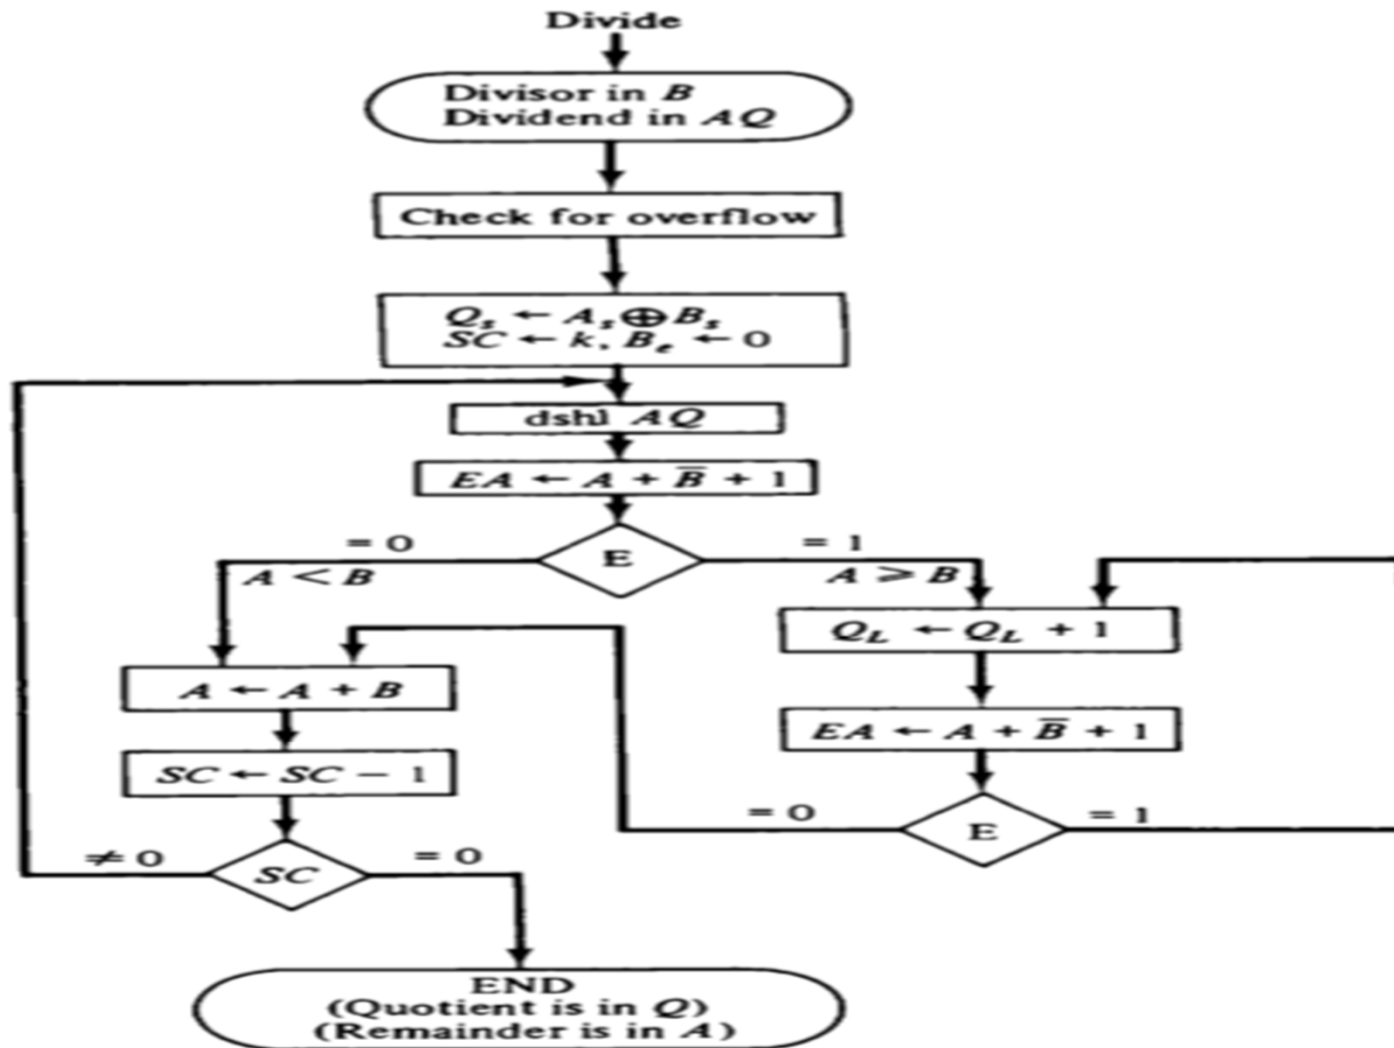 Divide
Divisor in B
Dividend in AQ
Check for overflow
Qₛ ← Aₛ ⊕ Bₛ
SC ← k, Bₑ ← 0
dshl AQ
EA ← A + B̅ + 1
E
= 0
= 1
A < B
A ≥ B
Q_L ← Q_L + 1
A ← A + B
EA ← A + B̅ + 1
SC ← SC − 1
E
= 0
= 1
SC
≠ 0
= 0
END
(Quotient is in Q)
(Remainder is in A)